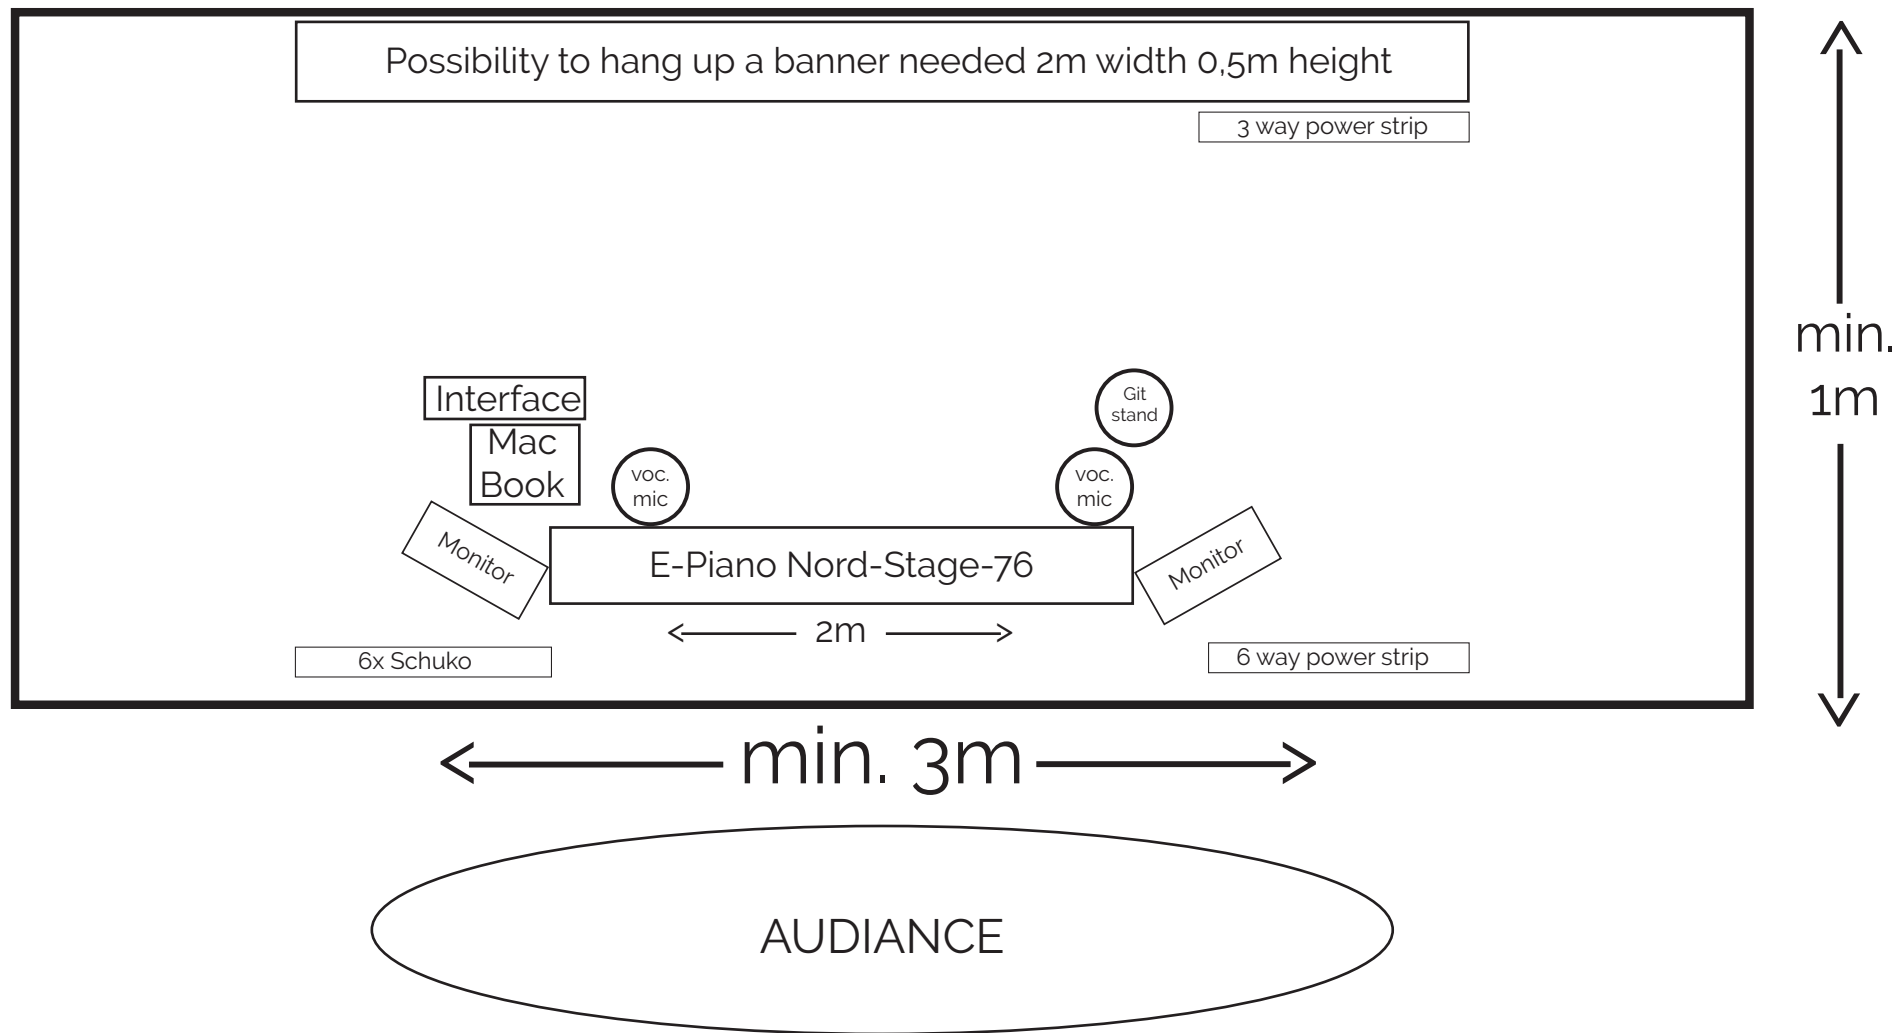 Possibility to hang up a banner needed 2m width 0,5m height
3 way power strip
min.
1m
Interface
Mac
Book
Git
stand
voc.
mic
voc.
mic
Monitor
E-Piano Nord-Stage-76
Monitor
2m
6x Schuko
6 way power strip
min. 3m
AUDIANCE